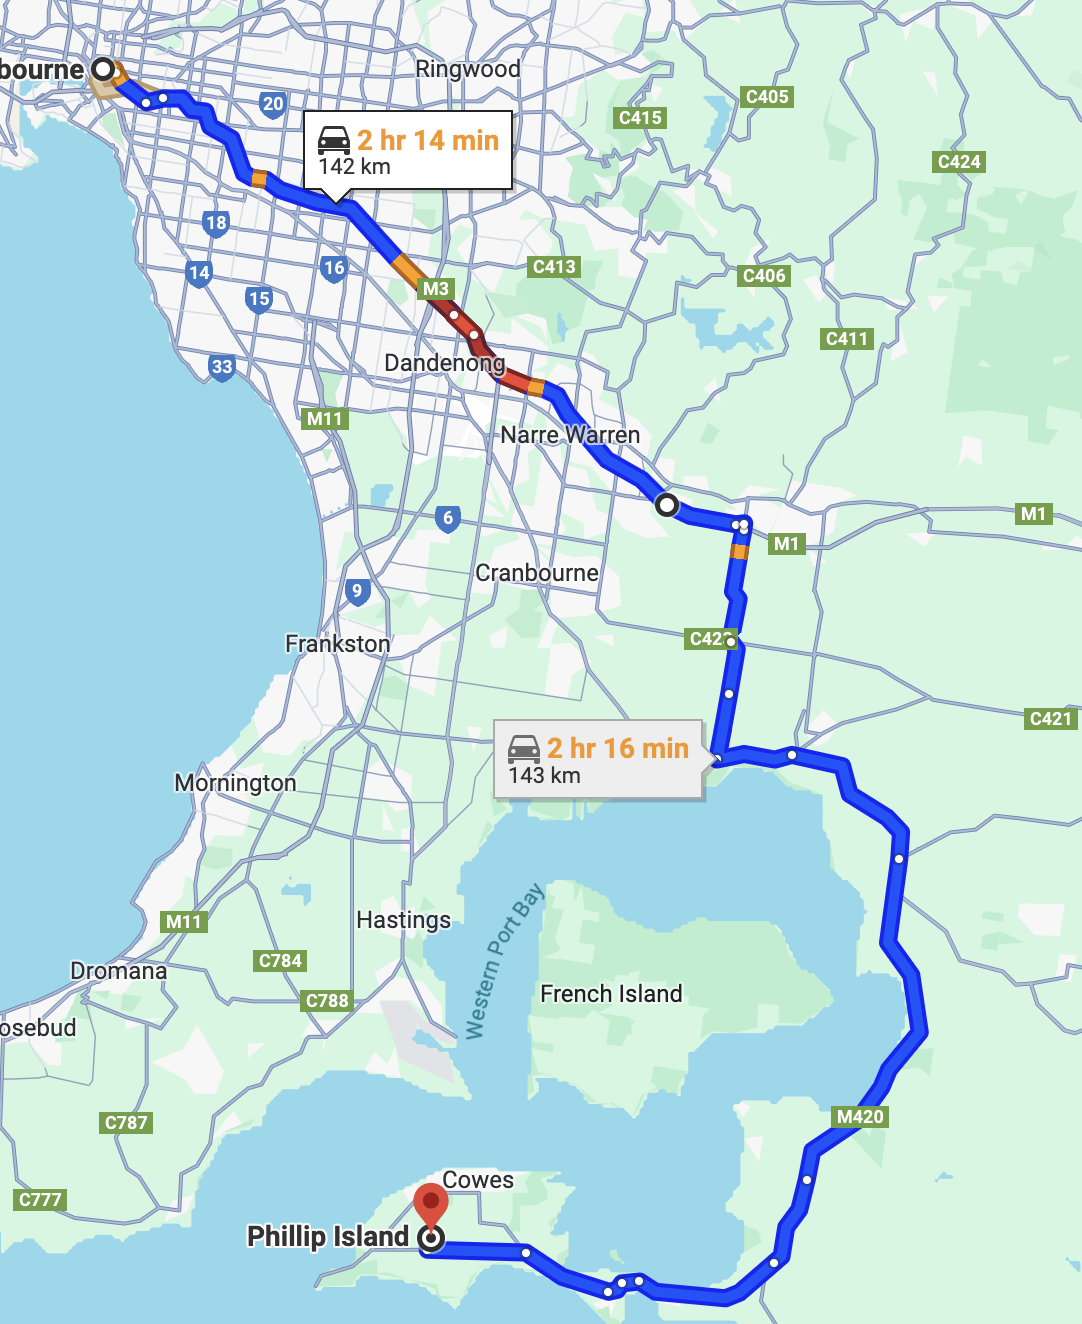 bourne
Ringwood
20
C405
C415
2 hr 14 min
142 km
C424
18
14
16
15
M3
C413
C406
C411
Dandenong
33
M11
Narre Warren
6
M1
M1
Cranbourne
9
Frankston
C422
C421
2 hr 16 min
143 km
Mornington
M11
Hastings
Western Port Bay
C784
Dromana
C788
French Island
osebud
C787
M420
C777
Cowes
Phillip Island